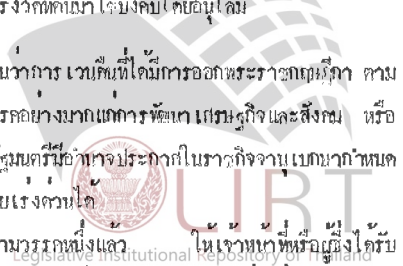 รังวัดที่ดินมาใช้บังคับโดยอนุโลม
นว่าการเวนคืนที่ได้มีการออกพระราชกฤษฎีกา ตาม
รคอย่างมากแก่การพัฒนาเศรษฐกิจและสังคม หรือ
ฐมนตรีมีอำนาจประกาศในราชกิจจานุเบกษากำหนด
ยเร่งด่วนได้
ามวรรคหนึ่งแล้ว ให้เจ้าหน้าที่หรือผู้ซึ่งได้รับ
LIRT
Legislative Institutional Repository of Thailand